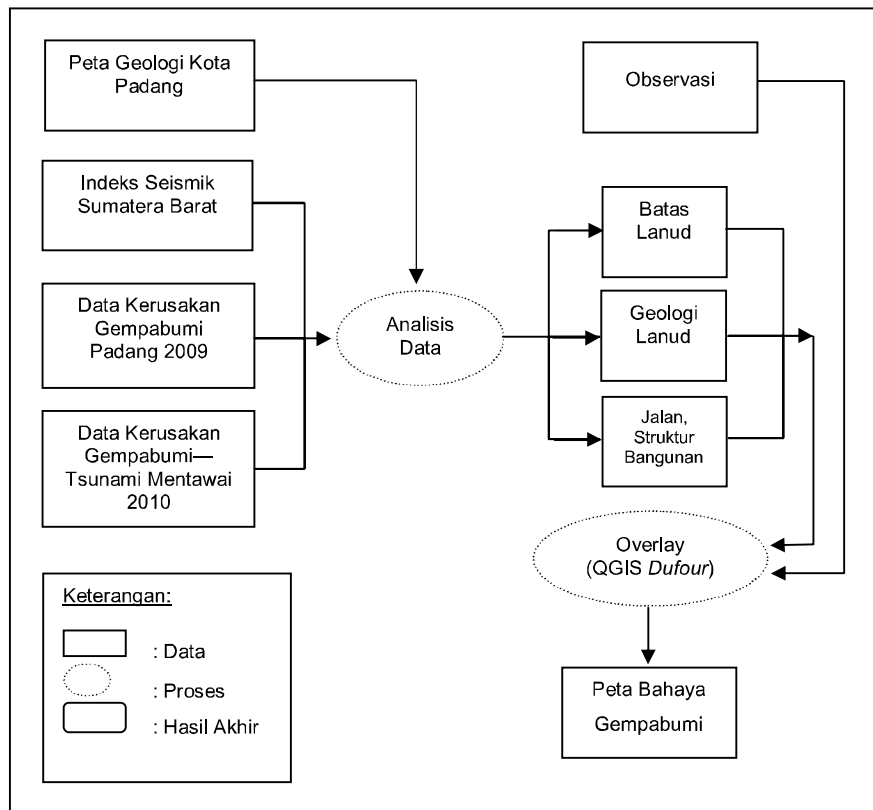 Peta Geologi Kota
Padang
Indeks Seismik
Sumatera Barat
Data Kerusakan
Gempabumi
Padang 2009
Data Kerusakan
Gempabumi—
Tsunami Mentawai
2010
Analisis
Data
Observasi
Batas
Lanud
Geologi
Lanud
Jalan,
Struktur
Bangunan
Overlay
(QGIS Dufour)
Peta Bahaya
Gempabumi
Keterangan:
: Data
: Proses
: Hasil Akhir